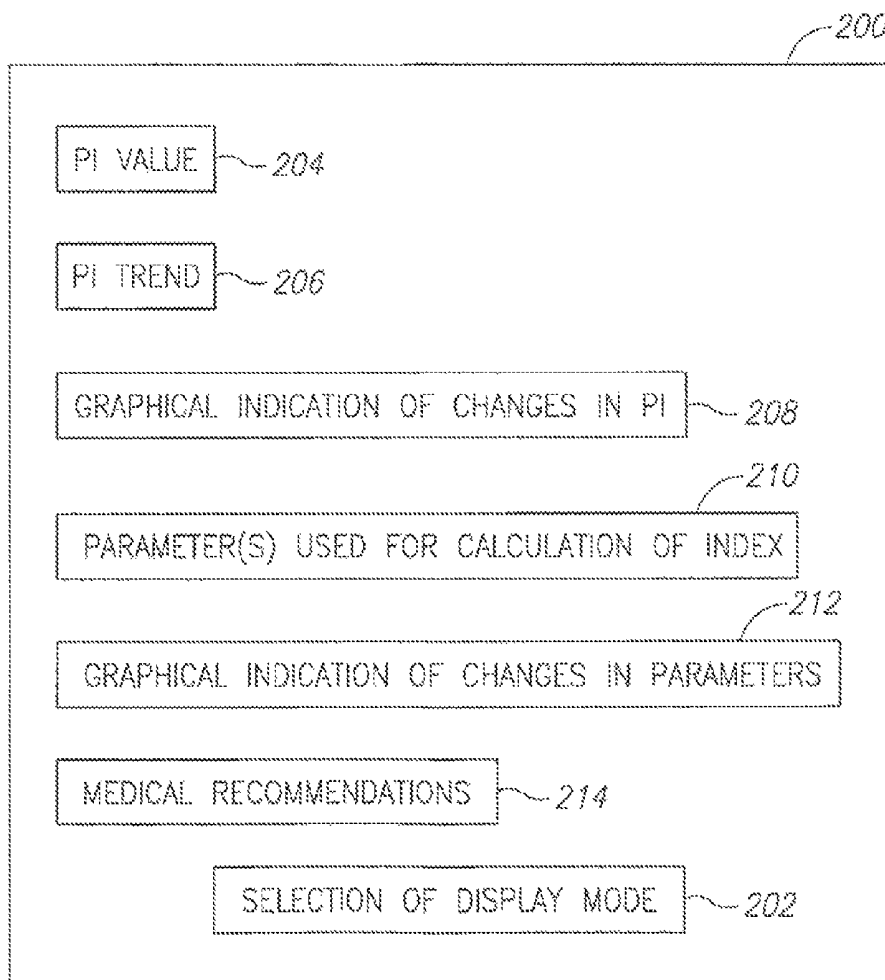 200
PI VALUE 204
PI TREND 206
GRAPHICAL INDICATION OF CHANGES IN PI 208
210
PARAMETER(S) USED FOR CALCULATION OF INDEX
212
GRAPHICAL INDICATION OF CHANGES IN PARAMETERS
MEDICAL RECOMMENDATIONS 214
SELECTION OF DISPLAY MODE 202